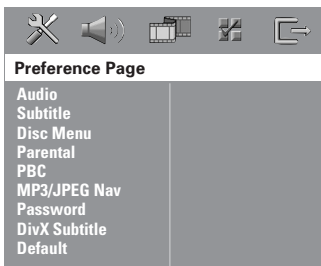 Preference Page
Audio
Subtitle
Disc Menu
Parental
PBC
MP3/JPEG Nav
Password
DivX Subtitle
Default